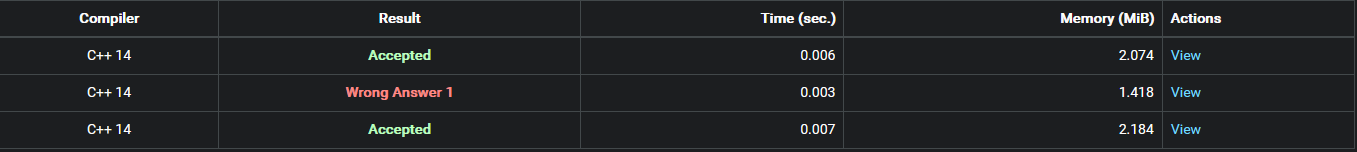 Compiler Result Time (sec.) Memory (MiB) Actions
C++ 14 Accepted 0.006 2.074 View
C++ 14 Wrong Answer 1 0.003 1.418 View
C++ 14 Accepted 0.007 2.184 View